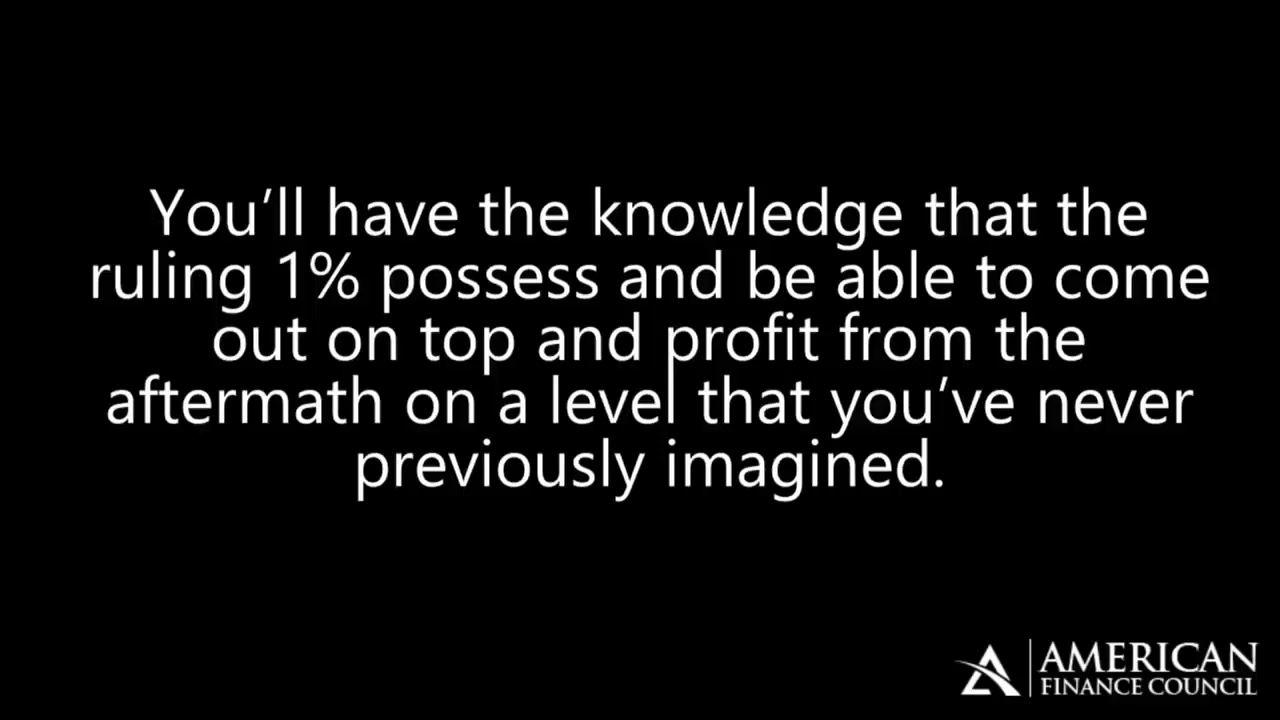 You’ll have the knowledge that the
ruling 1% possess and be able to come
out on top and profit from the
aftermath on a level that you’ve never
previously imagined.
AMERICAN
FINANCE COUNCIL